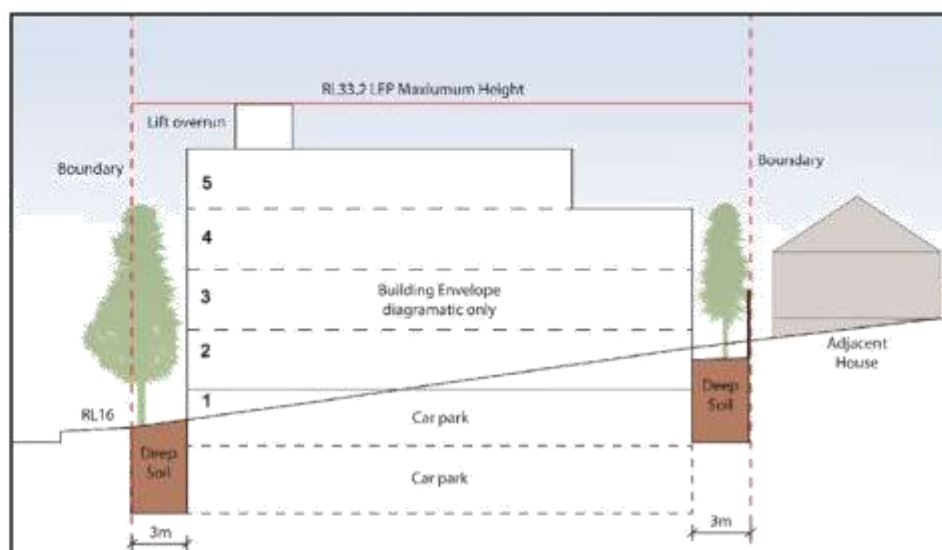 RL33.2 LEP Maxiumum Height
Lift overrun
Boundary
Boundary
5
4
3
Building Envelope
diagramatic only
2
Adjacent
House
1
RL16
Car park
Deep
Soil
Deep
Soil
Car park
3m
3m